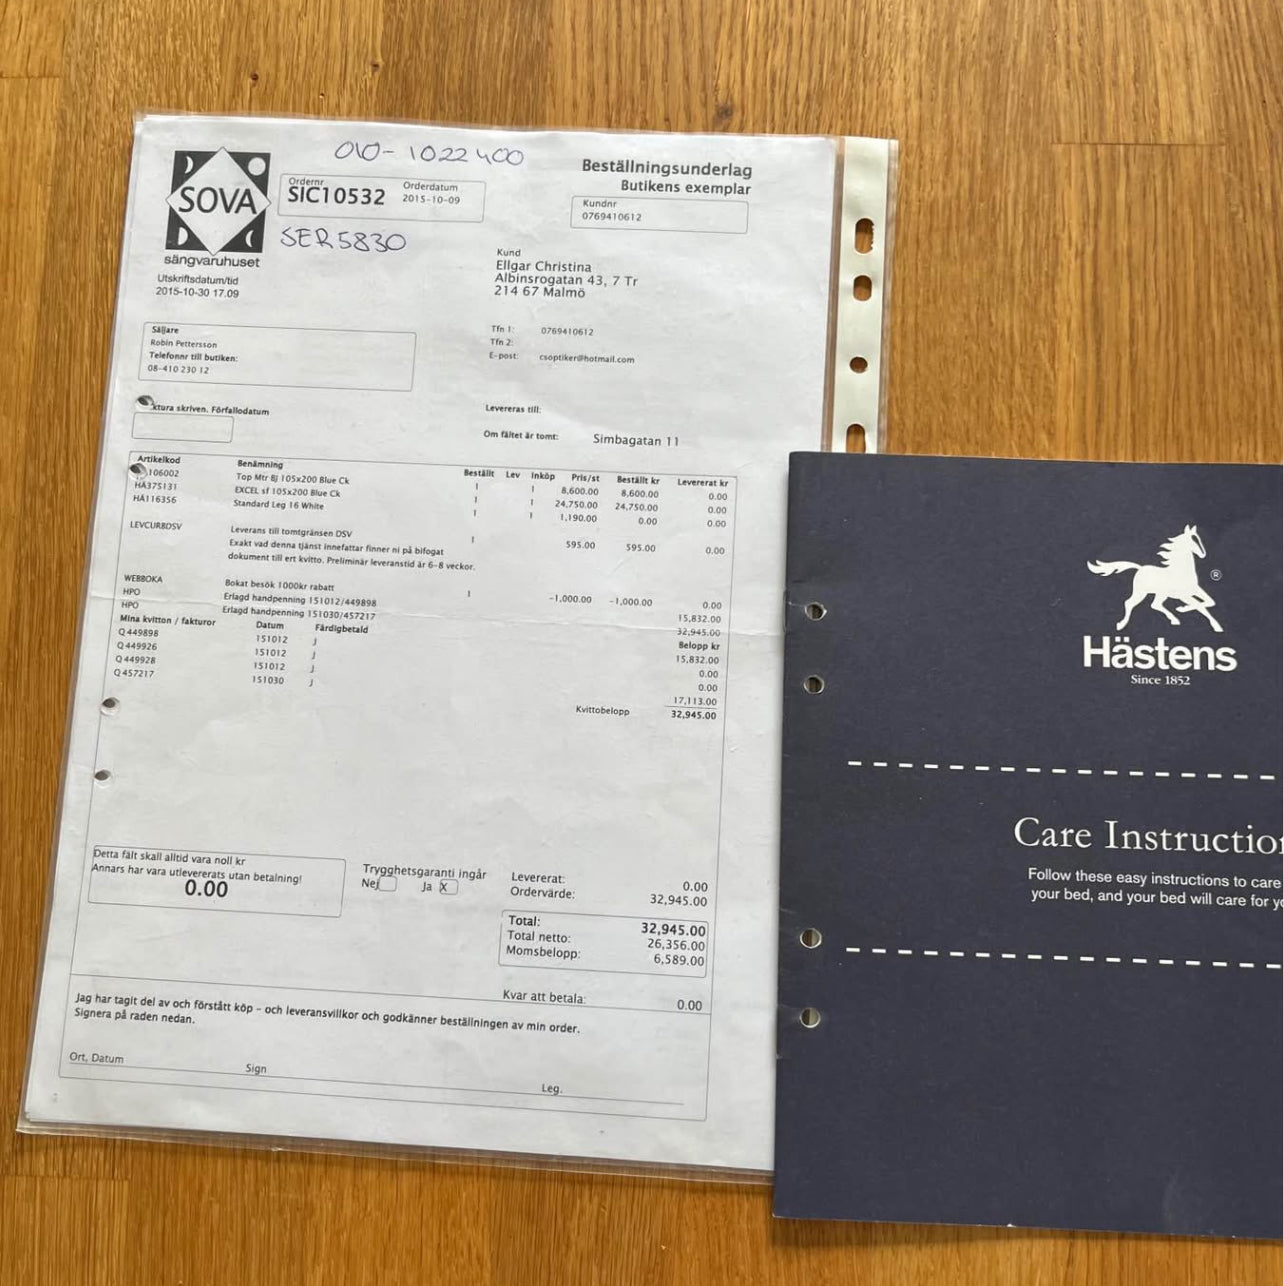 010-1022400
Beställningsunderlag
Butikens exemplar
SOVA
sängvaruhuset
Ordernr
SIC10532
Orderdatum
2015-10-09
Kundnr
0769410612
SER5830
Utskriftsdatum/tid
2015-10-30 17.09
Kund
Ellgar Christina
Albinsrogatan 43, 7 Tr
214 67 Malmö
Säljare
Robin Pettersson
Telefonnr till butiken:
08-410 230 12
Tfn 1: 0769410612
Tfn 2:
E-post: csoptiker@hotmail.com
ktura skriven. Förfallodatum
Levereras till:
Om fältet är tomt: Simbagatan 11
Artikelkod Benämning Beställt Lev Inköp Pris/st Beställt kr Levererat kr
106002 Top Mtr BJ 105x200 Blue Ck 1 1 8,600.00 8,600.00 0.00
HA375131 EXCEL sf 105x200 Blue Ck 1 1 24,750.00 24,750.00 0.00
HA116356 Standard Leg 16 White 1 1 1,190.00 0.00 0.00
LEVCURBDSV Leverans till tomtgränsen DSV 1 595.00 595.00 0.00
Exakt vad denna tjänst innefattar finner ni på bifogat
dokument till ert kvitto. Preliminär leveranstid är 6-8 veckor.
WEBBOKA Bokat besök 1000kr rabatt 1 -1,000.00 -1,000.00 0.00
HPO Erlagd handpenning 151012/449898 15,832.00
HPO Erlagd handpenning 151030/457217 32,945.00
Mina kvitton / fakturor Datum Färdigbetald Belopp kr
Q449898 151012 J 15,832.00
Q449926 151012 J 0.00
Q449928 151012 J 0.00
Q457217 151030 J 17,113.00
Kvittobelopp 32,945.00
Detta fält skall alltid vara noll kr
Annars har vara utlevererats utan betalning!
0.00
Trygghetsgaranti ingår
Nej Ja X
Levererat: 0.00
Ordervärde: 32,945.00
Total: 32,945.00
Total netto: 26,356.00
Momsbelopp: 6,589.00
Kvar att betala: 0.00
Jag har tagit del av och förstått köp - och leveransvillkor och godkänner beställningen av min order.
Signera på raden nedan.
Ort, Datum Sign Leg.
®
Hästens
Since 1852
Care Instructio
Follow these easy instructions to care
your bed, and your bed will care for yo